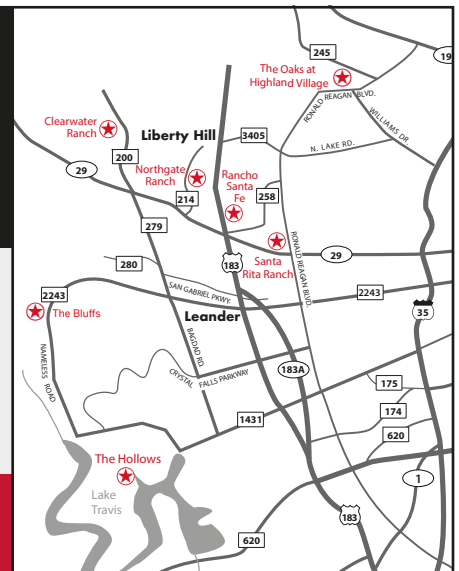 245
19
The Oaks at
Highland Village
RONALD REAGAN BLVD.
WILLIAMS DR.
Clearwater
Ranch
Liberty Hill
3405
N. LAKE RD.
200
29
Northgate
Ranch
Rancho
Santa
Fe
214
258
279
RONALD REAGAN BLVD.
Santa
Rita Ranch
29
280
183
SAN GABRIEL PKWY.
2243
2243
The Bluffs
Leander
35
NAMELESS ROAD
BAGDAD RD
CRYSTAL FALLS PARKWAY
183A
175
174
1431
620
The Hollows
1
Lake
Travis
183
620